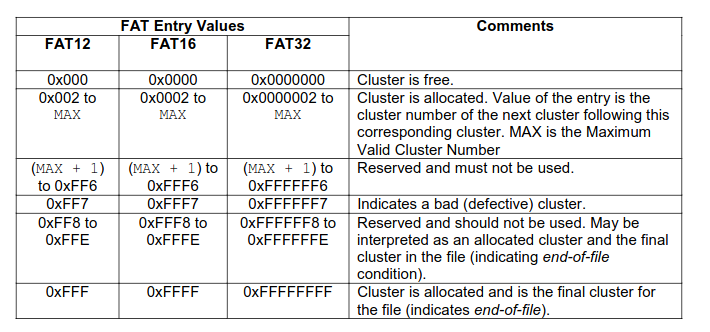 FAT Entry Values Comments
FAT12 FAT16 FAT32
0x000 0x0000 0x0000000 Cluster is free.
0x002 to 0x0002 to 0x0000002 to Cluster is allocated. Value of the entry is the
MAX MAX MAX cluster number of the next cluster following this
corresponding cluster. MAX is the Maximum
Valid Cluster Number
(MAX + 1) (MAX + 1) to (MAX + 1) to Reserved and must not be used.
to 0xFF6 0xFFF6 0xFFFFFF6
0xFF7 0xFFF7 0xFFFFFF7 Indicates a bad (defective) cluster.
0xFF8 to 0xFFF8 to 0xFFFFFF8 to Reserved and should not be used. May be
0xFFE 0xFFFE 0xFFFFFFE interpreted as an allocated cluster and the final
cluster in the file (indicating end-of-file
condition).
0xFFF 0xFFFF 0xFFFFFFFF Cluster is allocated and is the final cluster for
the file (indicates end-of-file).